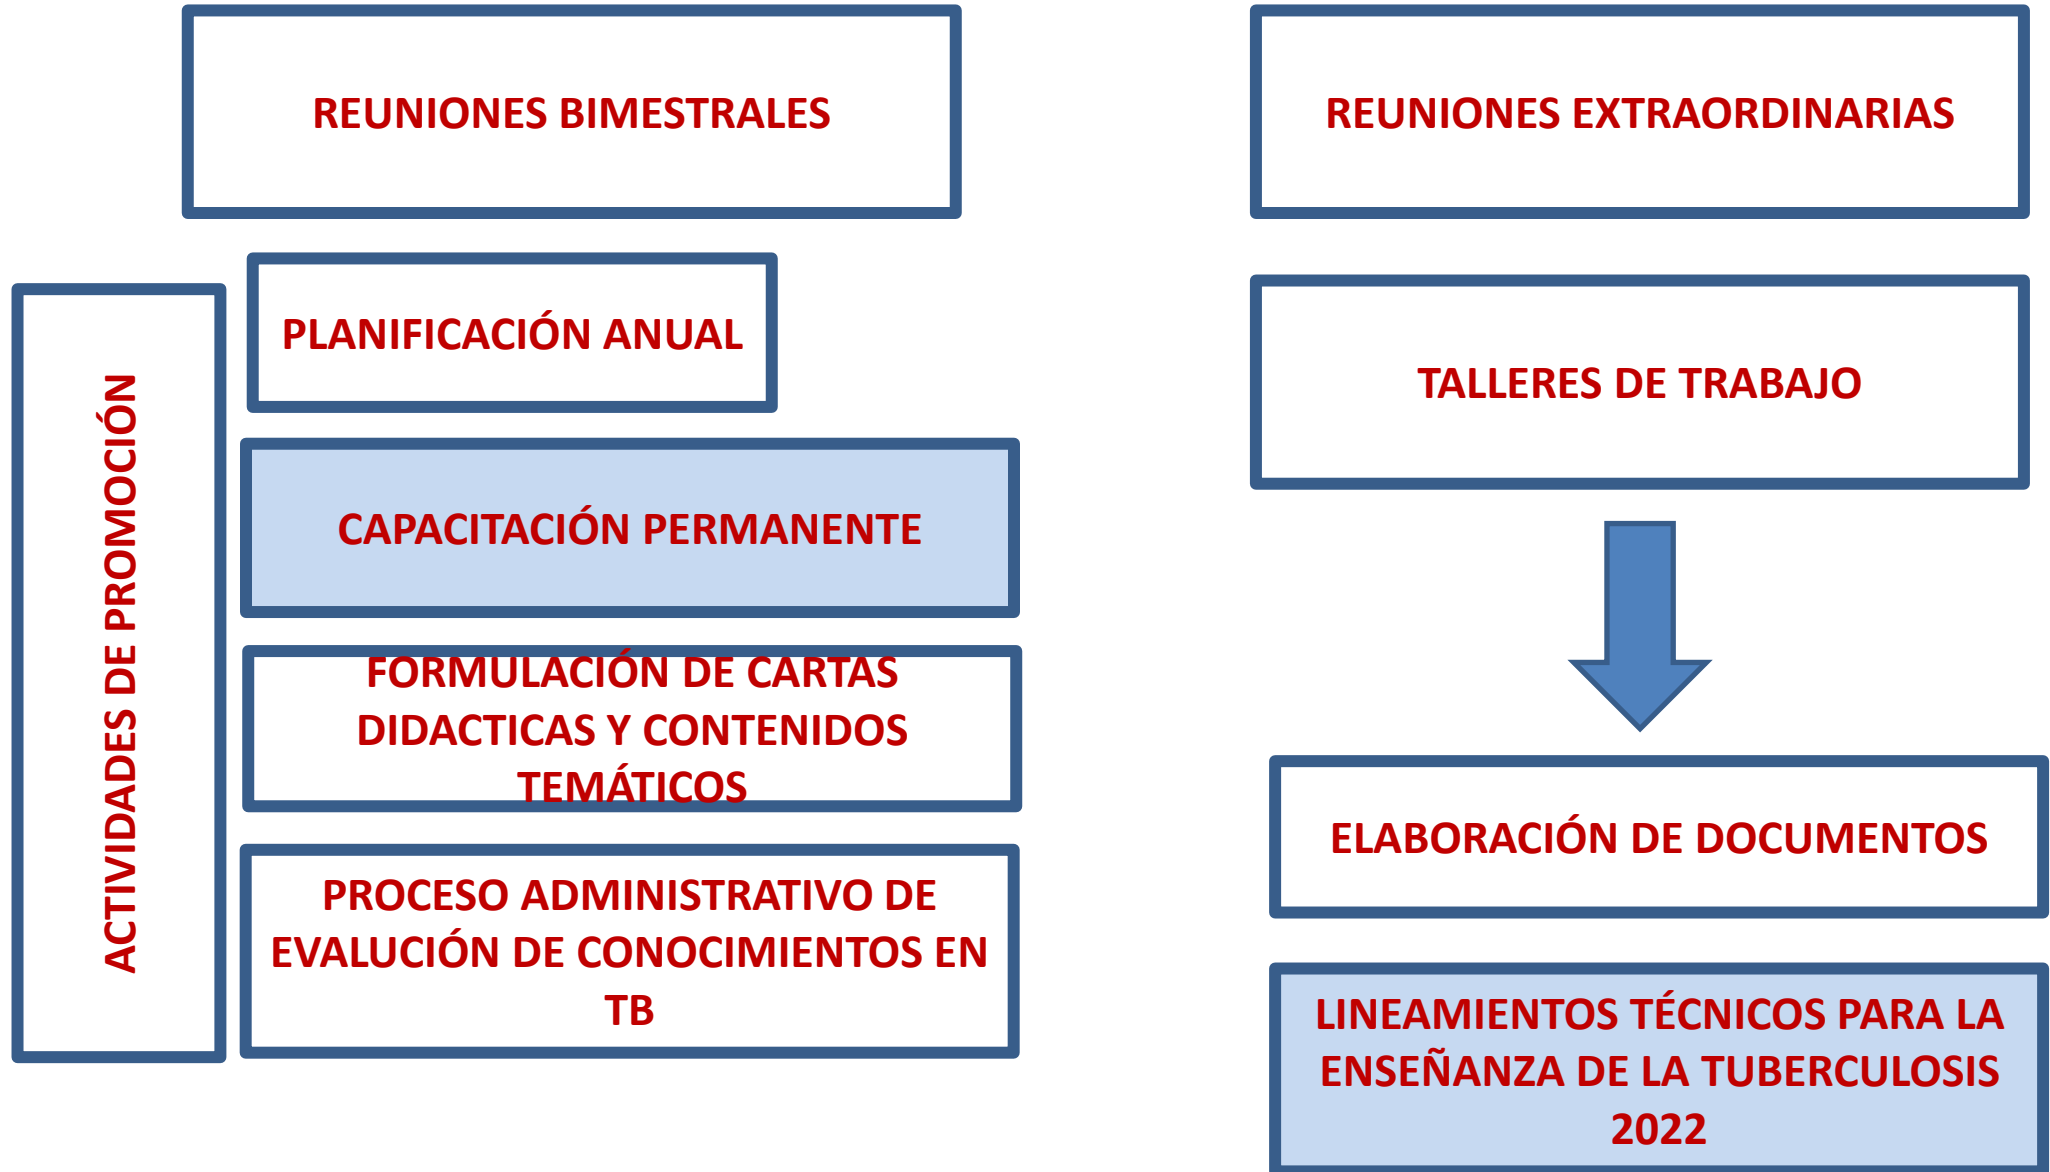 REUNIONES BIMESTRALES
PLANIFICACIÓN ANUAL
ACTIVIDADES DE PROMOCIÓN
CAPACITACIÓN PERMANENTE
FORMULACIÓN DE CARTAS
DIDACTICAS Y CONTENIDOS
TEMÁTICOS
PROCESO ADMINISTRATIVO DE
EVALUCIÓN DE CONOCIMIENTOS EN
TB
REUNIONES EXTRAORDINARIAS
TALLERES DE TRABAJO
ELABORACIÓN DE DOCUMENTOS
LINEAMIENTOS TÉCNICOS PARA LA
ENSEÑANZA DE LA TUBERCULOSIS
2022